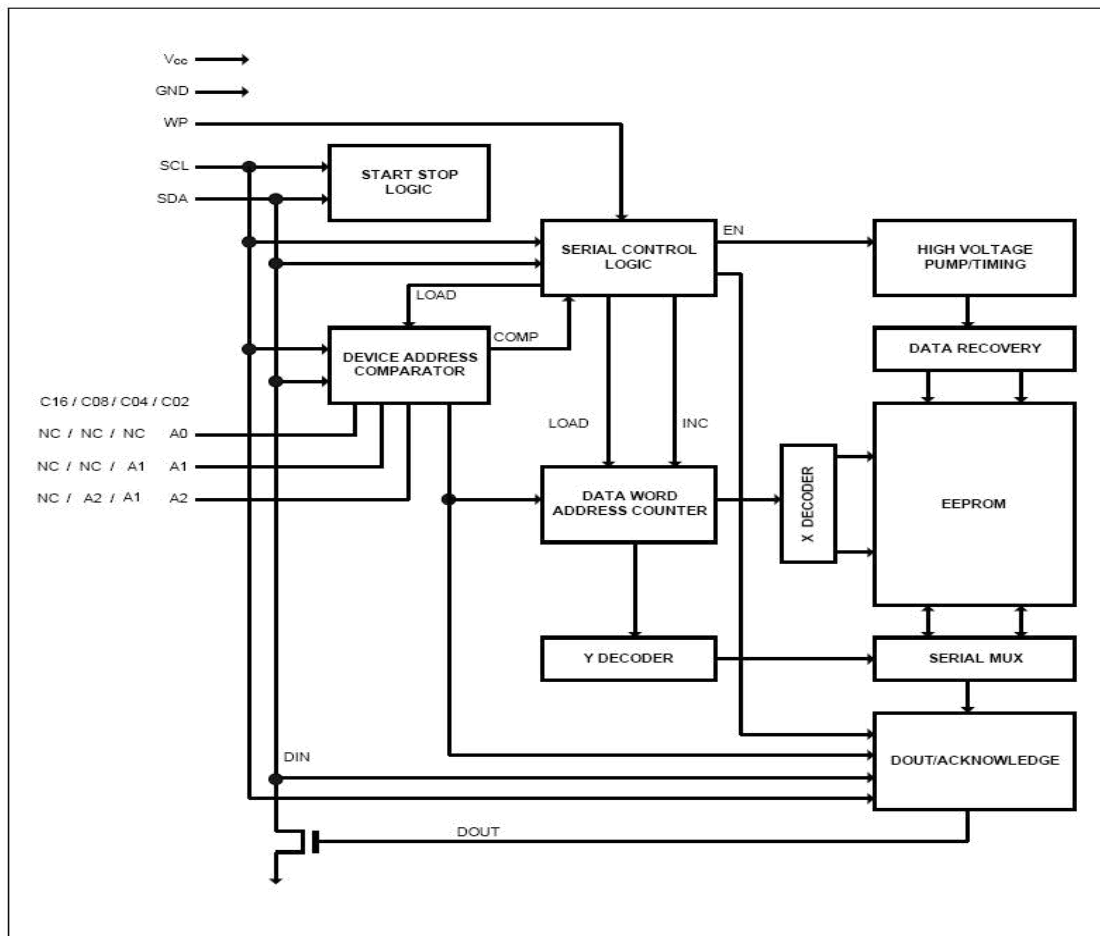 Vcc
GND
WP
SCL
SDA
START STOP
LOGIC
SERIAL CONTROL
LOGIC
EN
HIGH VOLTAGE
PUMP/TIMING
LOAD
COMP
DEVICE ADDRESS
COMPARATOR
DATA RECOVERY
C16 / C08 / C04 / C02
NC / NC / NC A0
NC / NC / A1 A1
NC / A2 / A1 A2
LOAD
INC
DATA WORD
ADDRESS COUNTER
X DECODER
EEPROM
Y DECODER
SERIAL MUX
DIN
DOUT/ACKNOWLEDGE
DOUT